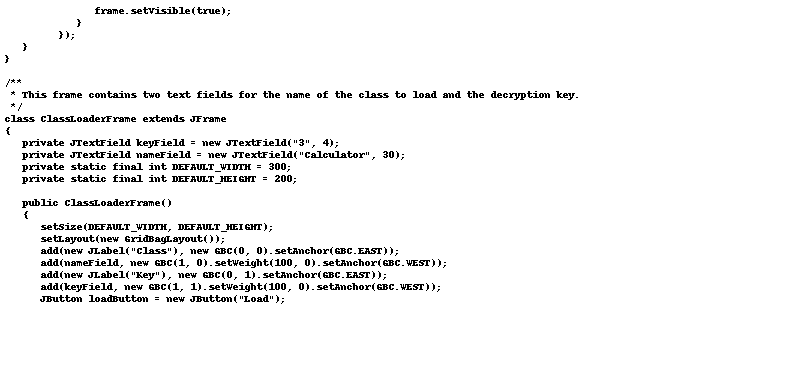 frame.setVisible(true);
}
});
}
}
/**
* This frame contains two text fields for the name of the class to load and the decryption key.
*/
class ClassLoaderFrame extends JFrame
{
private JTextField keyField = new JTextField("3", 4);
private JTextField nameField = new JTextField("Calculator", 30);
private static final int DEFAULT_WIDTH = 300;
private static final int DEFAULT_HEIGHT = 200;
public ClassLoaderFrame()
{
setSize(DEFAULT_WIDTH, DEFAULT_HEIGHT);
setLayout(new GridBagLayout());
add(new JLabel("Class"), new GBC(0, 0).setAnchor(GBC.EAST));
add(nameField, new GBC(1, 0).setWeight(100, 0).setAnchor(GBC.WEST));
add(new JLabel("Key"), new GBC(0, 1).setAnchor(GBC.EAST));
add(keyField, new GBC(1, 1).setWeight(100, 0).setAnchor(GBC.WEST));
JButton loadButton = new JButton("Load");